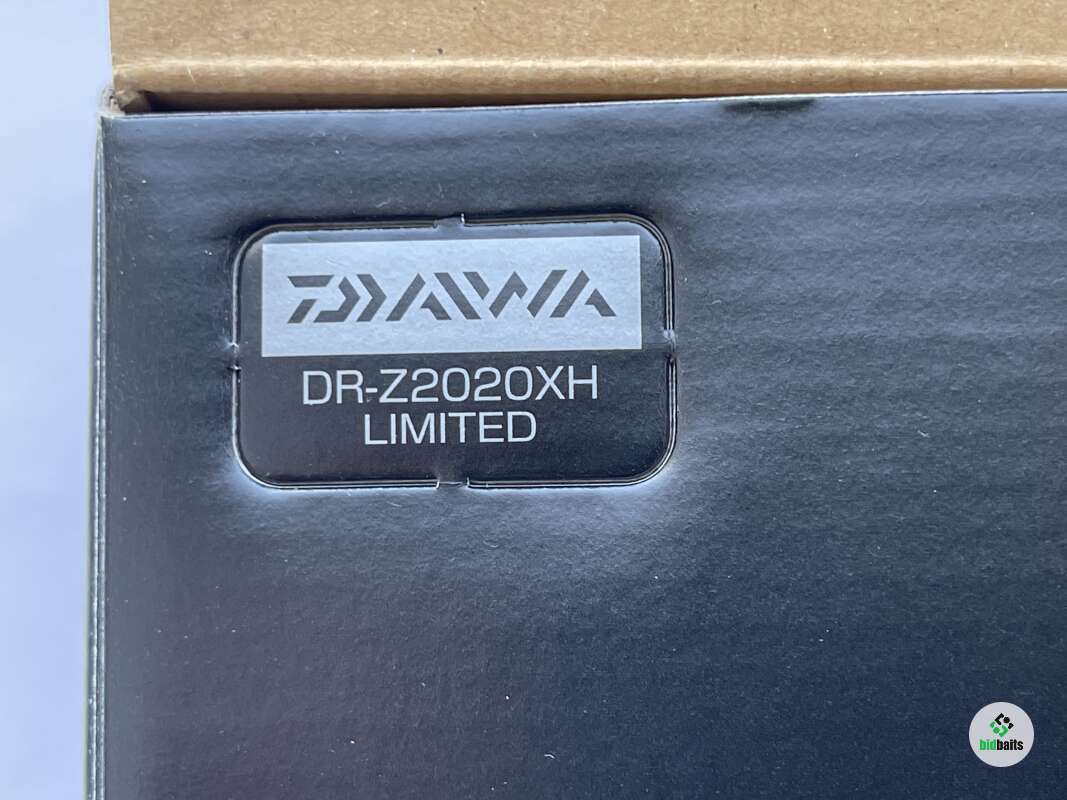 DAIWA
DR-Z2020XH
LIMITED
bidbaits